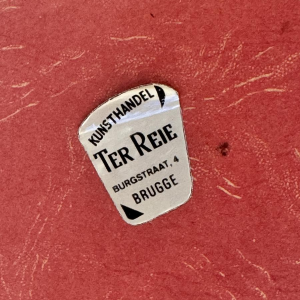 KUNSTHANDEL
TER REIE
BURGSTRAAT, 4
BRUGGE